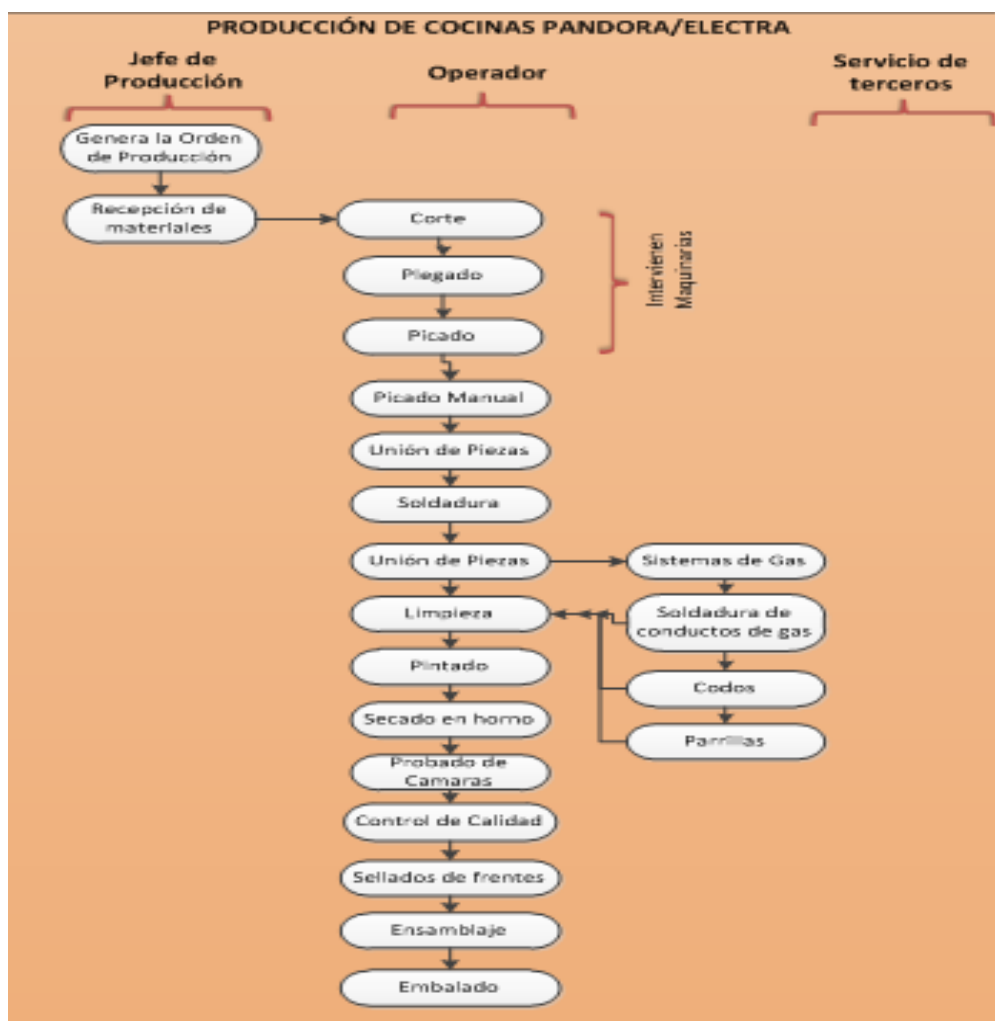 PRODUCCIÓN DE COCINAS PANDORA/ELECTRA
Jefe de
Producción
Operador
Servicio de
terceros
Genera la Orden
de Producción
Recepción de
materiales
Corte
Plegado
Picado
Intervienen
Maquinarias
Picado Manual
Unión de Piezas
Soldadura
Unión de Piezas
Sistemas de Gas
Limpieza
Soldadura de
conductos de gas
Pintado
Codos
Secado en horno
Parrillas
Probado de
Camaras
Control de Calidad
Sellados de frentes
Ensamblaje
Embalado